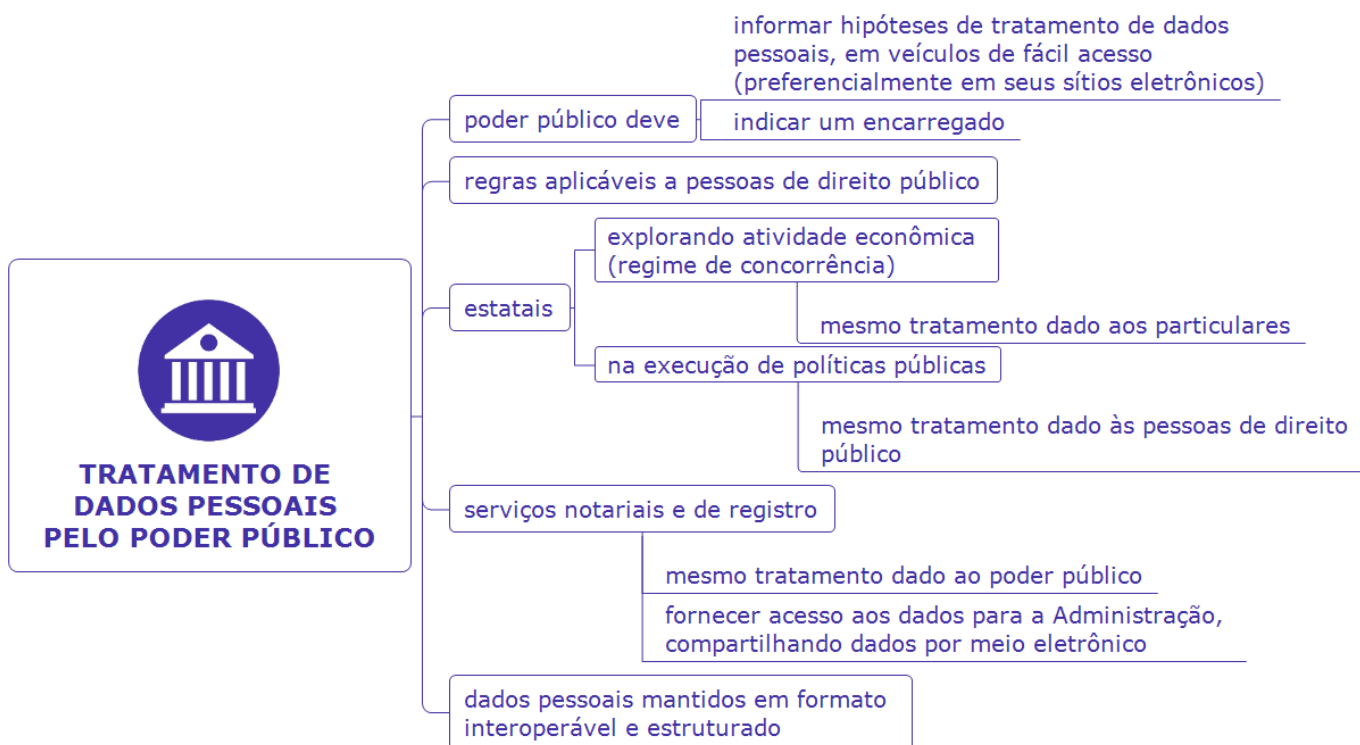 informar hipóteses de tratamento de dados
pessoais, em veículos de fácil acesso
(preferencialmente em seus sítios eletrônicos)
poder público deve
indicar um encarregado
regras aplicáveis a pessoas de direito público
explorando atividade econômica
(regime de concorrência)
estatais
mesmo tratamento dado aos particulares
na execução de políticas públicas
mesmo tratamento dado às pessoas de direito
público
TRATAMENTO DE
DADOS PESSOAIS
PELO PODER PÚBLICO
serviços notariais e de registro
mesmo tratamento dado ao poder público
fornecer acesso aos dados para a Administração,
compartilhando dados por meio eletrônico
dados pessoais mantidos em formato
interoperável e estruturado